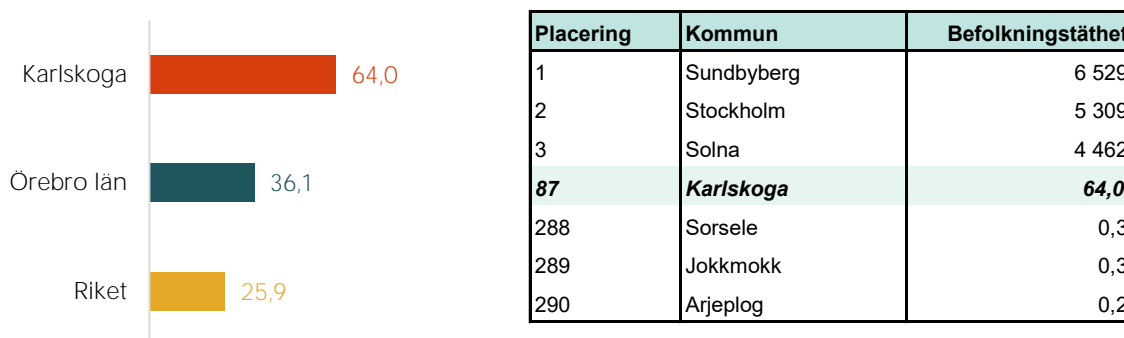 Karlskoga 64,0
Örebro län 36,1
Riket 25,9
Placering Kommun Befolkningstäthet
1 Sundbyberg 6 529
2 Stockholm 5 309
3 Solna 4 462
87 Karlskoga 64,0
288 Sorsele 0,3
289 Jokkmokk 0,3
290 Arjeplog 0,2